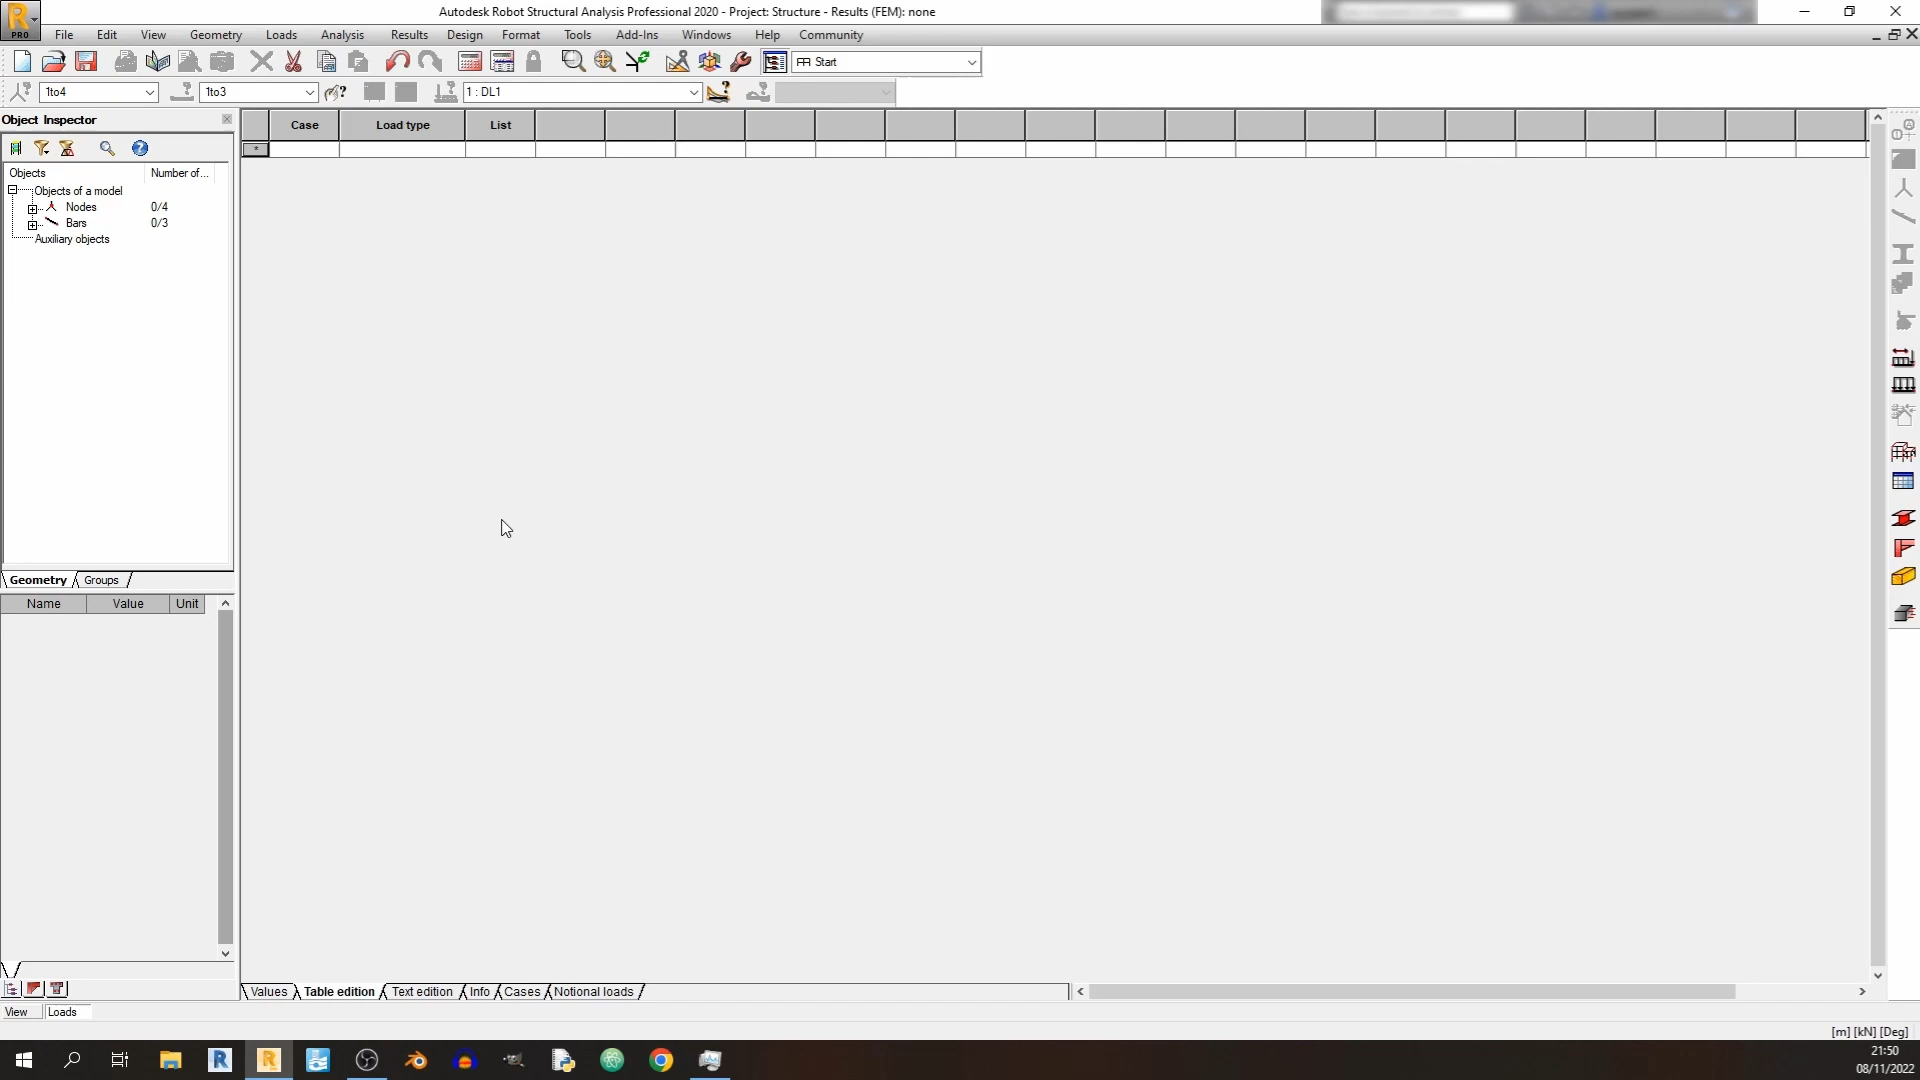 Autodesk Robot Structural Analysis Professional 2020 - Project: Structure - Results (FEM): none
PRO
File Edit View Geometry Loads Analysis Results Design Format Tools Add-Ins Windows Help Community
Start
1to4 1to3 1 : DL1
Object Inspector
Case Load type List
*
Objects Number of...
Objects of a model
Nodes 0/4
Bars 0/3
Auxiliary objects
Geometry Groups
Name Value Unit
Values Table edition Text edition Info Cases Notional loads
View Loads
[m] [kN] [Deg]
21:50
08/11/2022